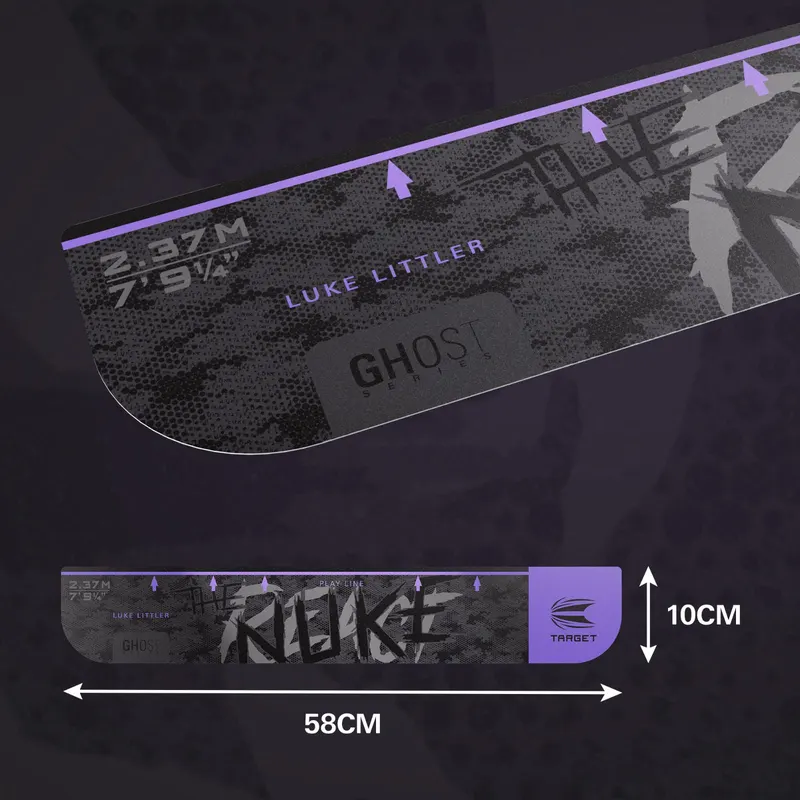 2.37M
7' 9¼"
LUKE LITTLER
THE
GHOST
SERIES
2.37M
7' 9¼"
PLAY LINE
LUKE LITTLER
THE
NUKE
GHOST
TARGET
10CM
58CM